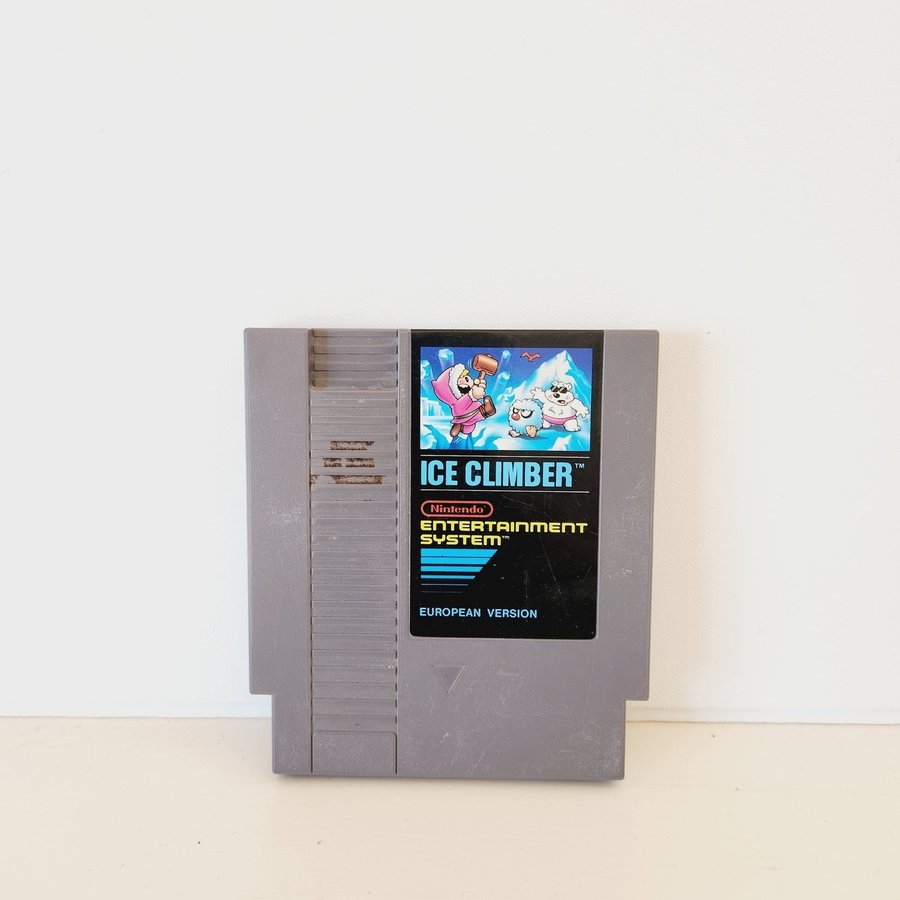 ICE CLIMBER™
Nintendo®
ENTERTAINMENT
SYSTEM™
EUROPEAN VERSION